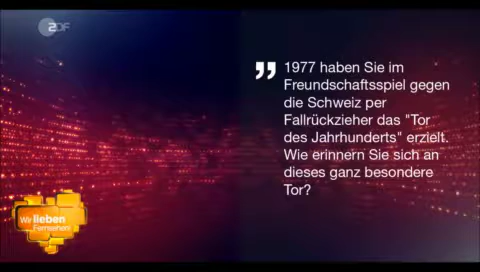 ZDF
" 1977 haben Sie im
Freundschaftsspiel gegen
die Schweiz per
Fallrückzieher das "Tor
des Jahrhunderts" erzielt.
Wie erinnern Sie sich an
dieses ganz besondere
Tor?
Wir lieben
Fernsehen!